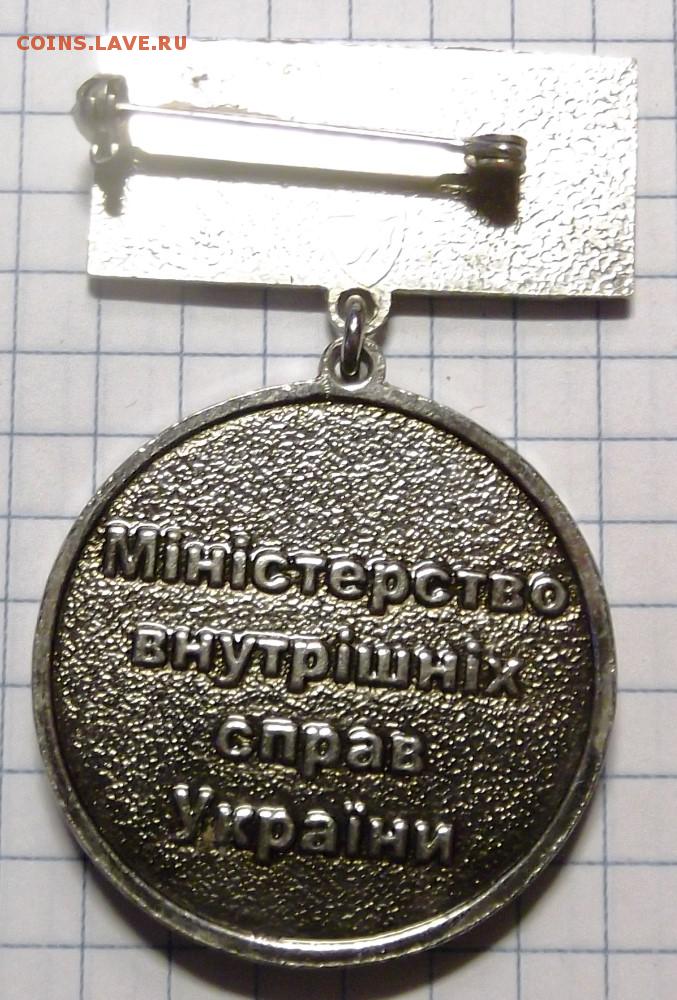 COINS.LAVE.RU
Міністерство
внутрішніх
справ
України